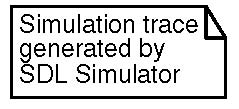 Simulation trace
generated by
SDL Simulator